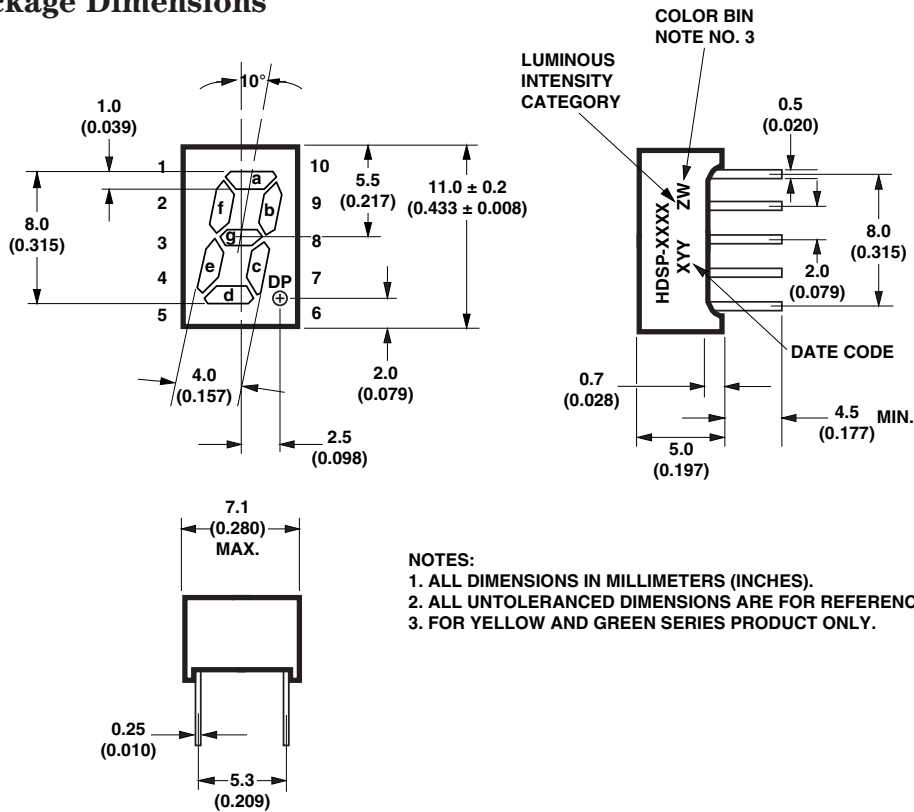 ckage Dimensions
COLOR BIN
NOTE NO. 3
LUMINOUS
INTENSITY
CATEGORY
10°
1.0
(0.039)
0.5
(0.020)
1
2
3
4
5
10
9
8
7
6
a
b
c
d
e
f
g
DP
5.5
(0.217)
11.0 ± 0.2
(0.433 ± 0.008)
8.0
(0.315)
4.0
(0.157)
2.0
(0.079)
2.5
(0.098)
HDSP-XXXX
XYY
ZW
8.0
(0.315)
2.0
(0.079)
DATE CODE
0.7
(0.028)
4.5
(0.177)
MIN.
5.0
(0.197)
7.1
(0.280)
MAX.
0.25
(0.010)
5.3
(0.209)
NOTES:
1. ALL DIMENSIONS IN MILLIMETERS (INCHES).
2. ALL UNTOLERANCED DIMENSIONS ARE FOR REFERENC
3. FOR YELLOW AND GREEN SERIES PRODUCT ONLY.